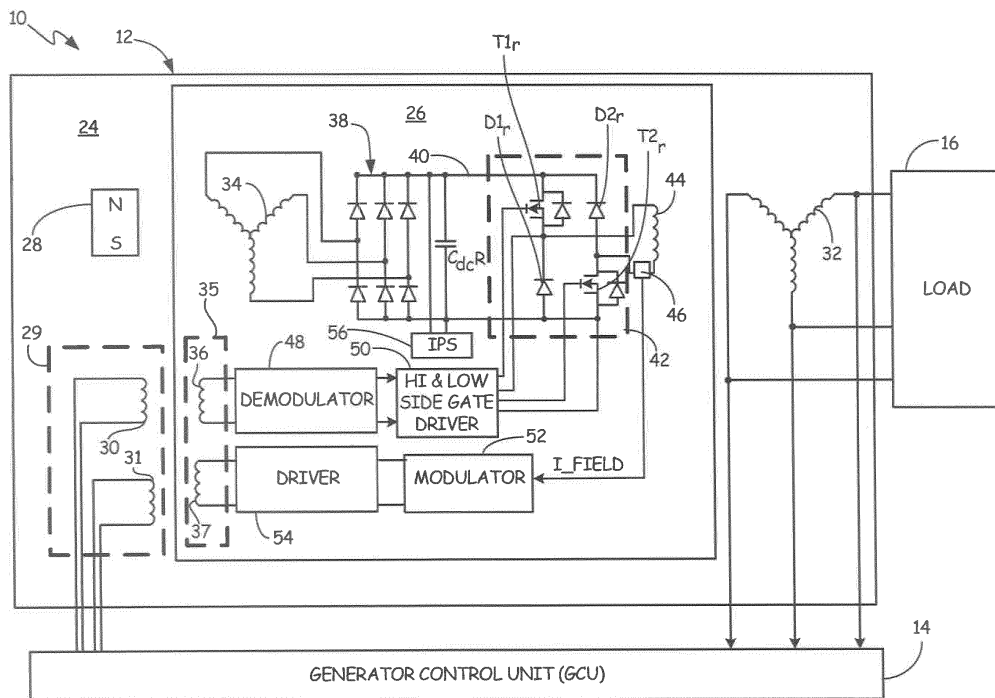 10
12
T1r
24
26
D1r
D2r
T2r
38
40
16
44
34
N
S
28
32
CdcR
LOAD
35
46
56
IPS
42
29
36
48
50
DEMODULATOR
HI & LOW
SIDE GATE
DRIVER
30
52
31
DRIVER
MODULATOR
I_FIELD
37
54
14
GENERATOR CONTROL UNIT (GCU)